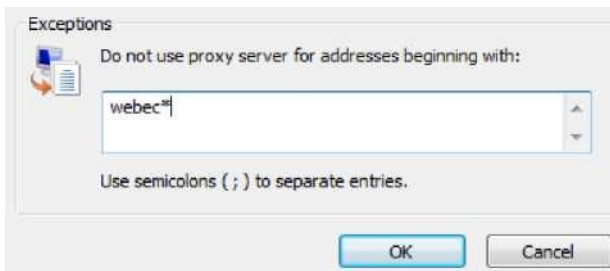 Exceptions
Do not use proxy server for addresses beginning with:
webec*
Use semicolons ( ; ) to separate entries.
OK
Cancel